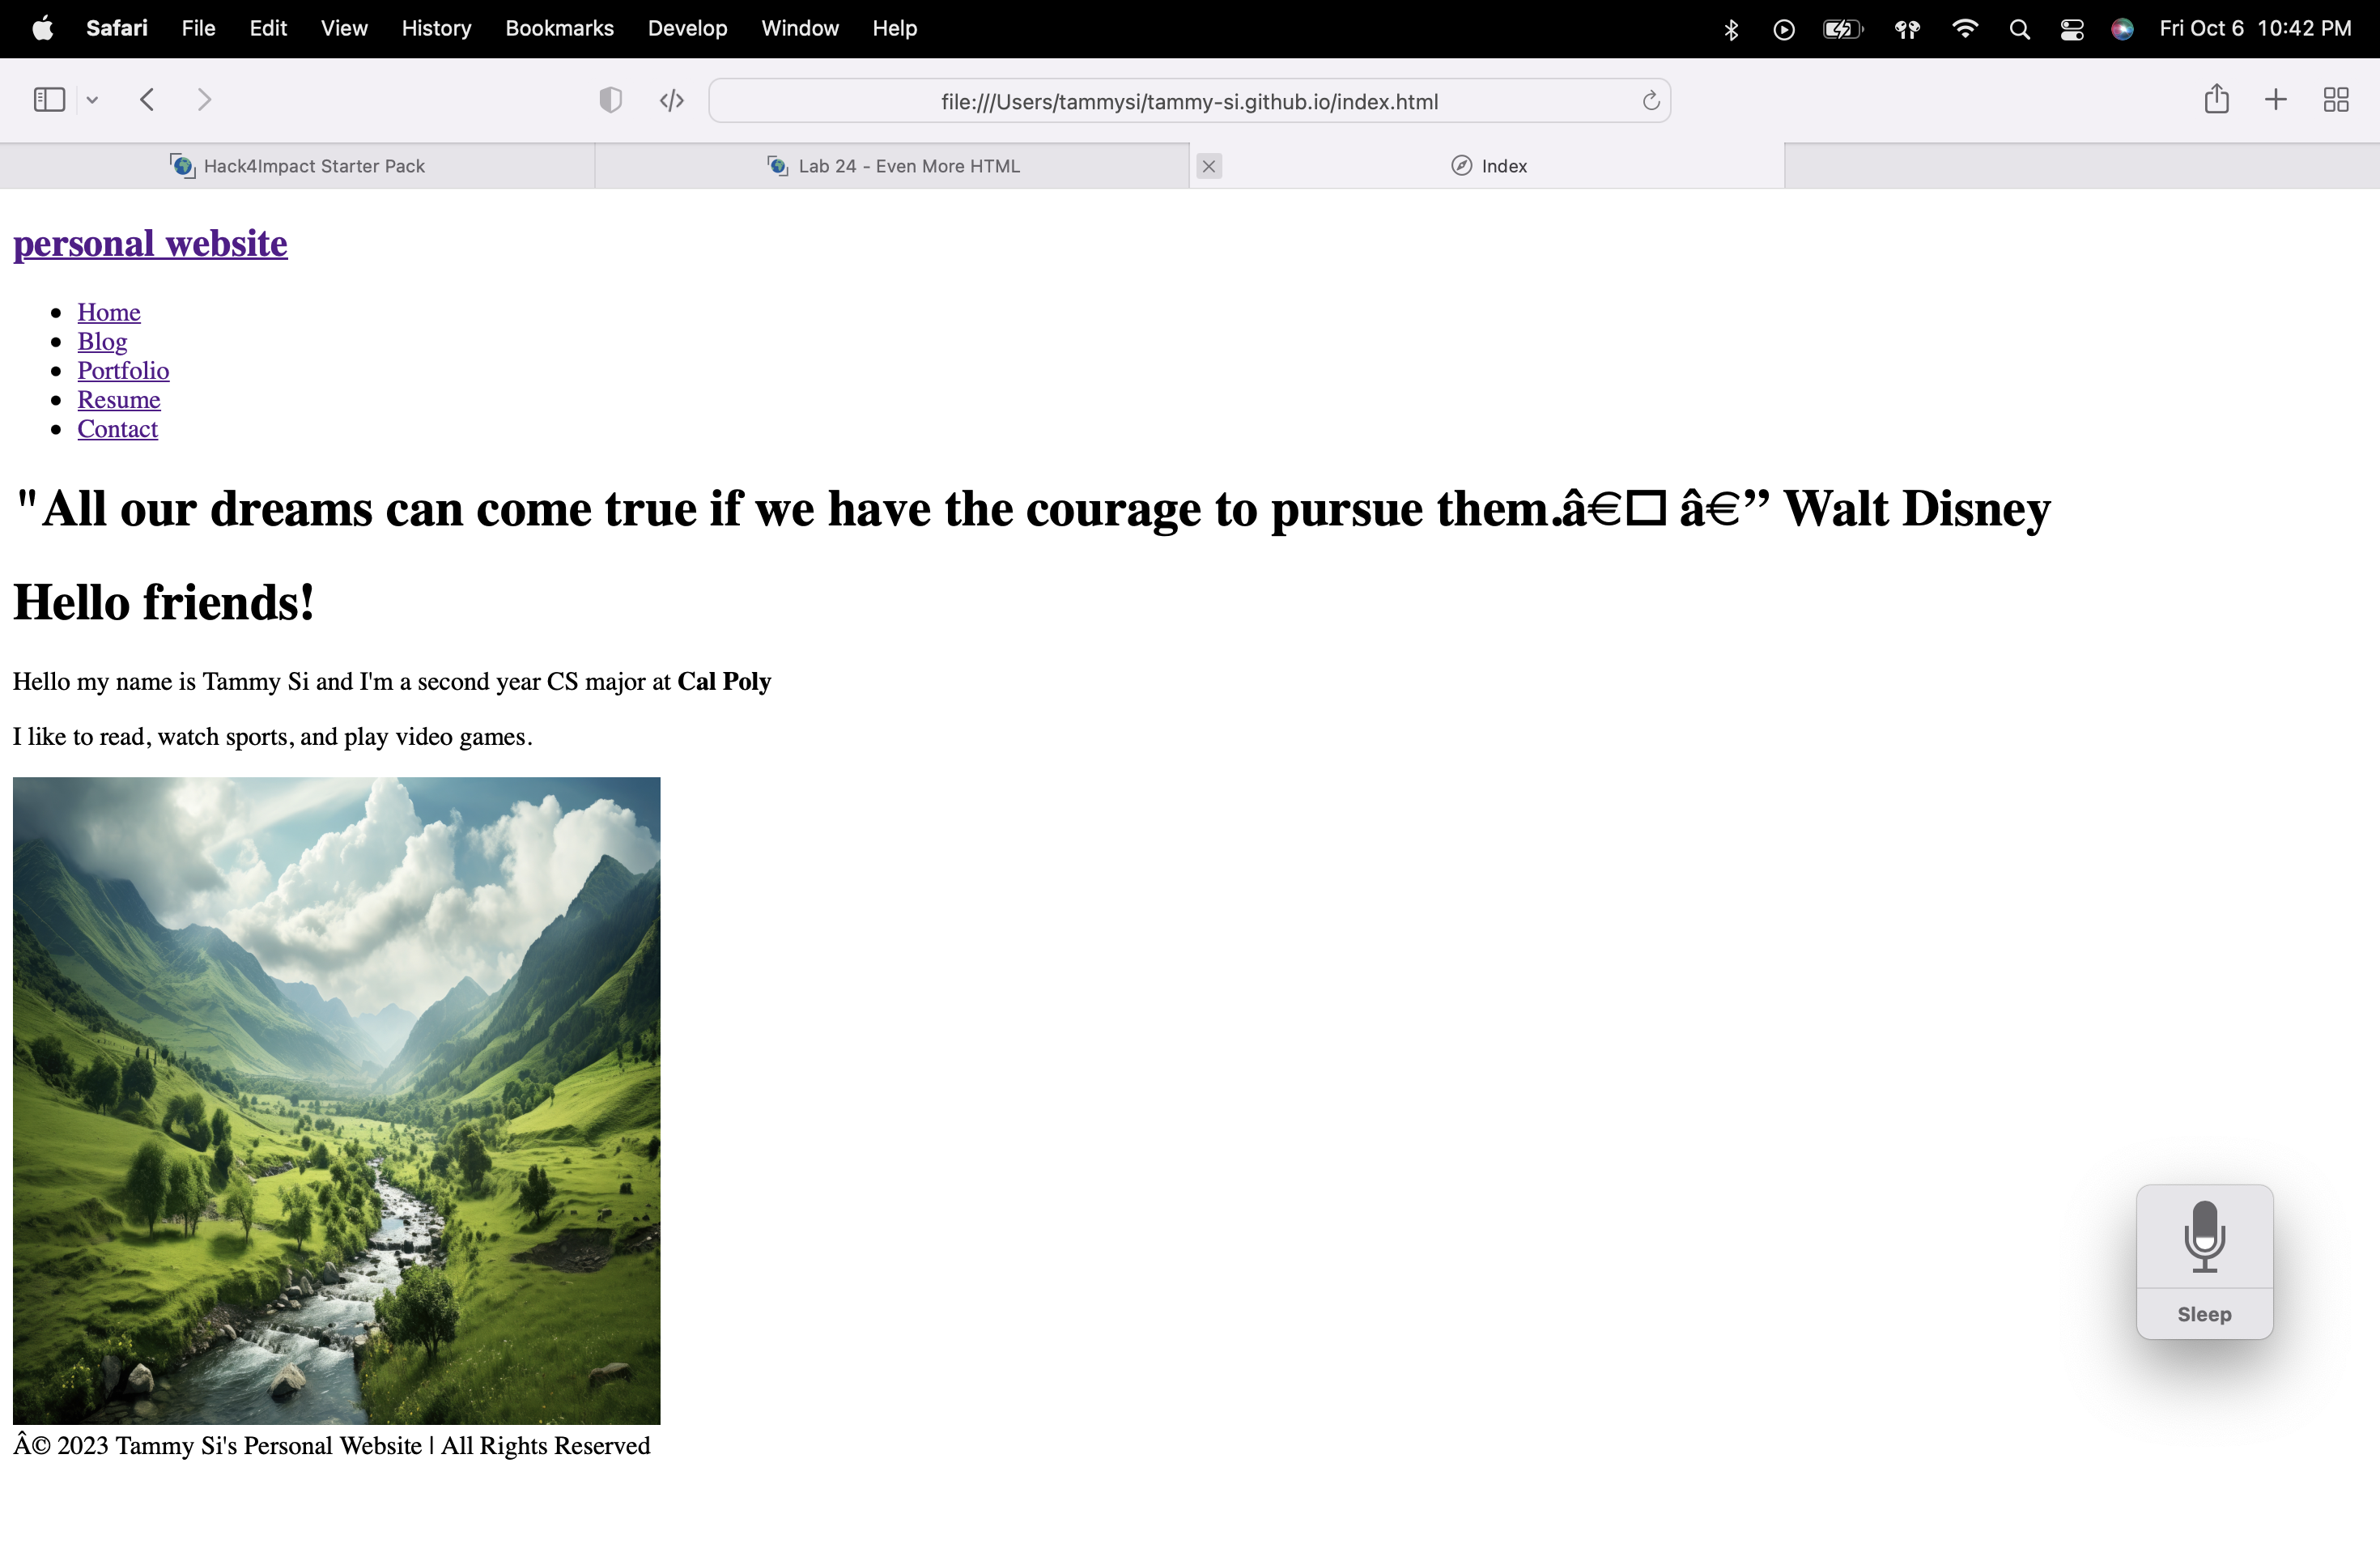 Safari File Edit View History Bookmarks Develop Window Help Fri Oct 6 10:42 PM
file:///Users/tammysi/tammy-si.github.io/index.html
Hack4Impact Starter Pack Lab 24 - Even More HTML Index
personal website
Home
Blog
Portfolio
Resume
Contact
"All our dreams can come true if we have the courage to pursue them.â€□ â€” Walt Disney
Hello friends!
Hello my name is Tammy Si and I'm a second year CS major at Cal Poly
I like to read, watch sports, and play video games.
Â© 2023 Tammy Si's Personal Website | All Rights Reserved
Sleep